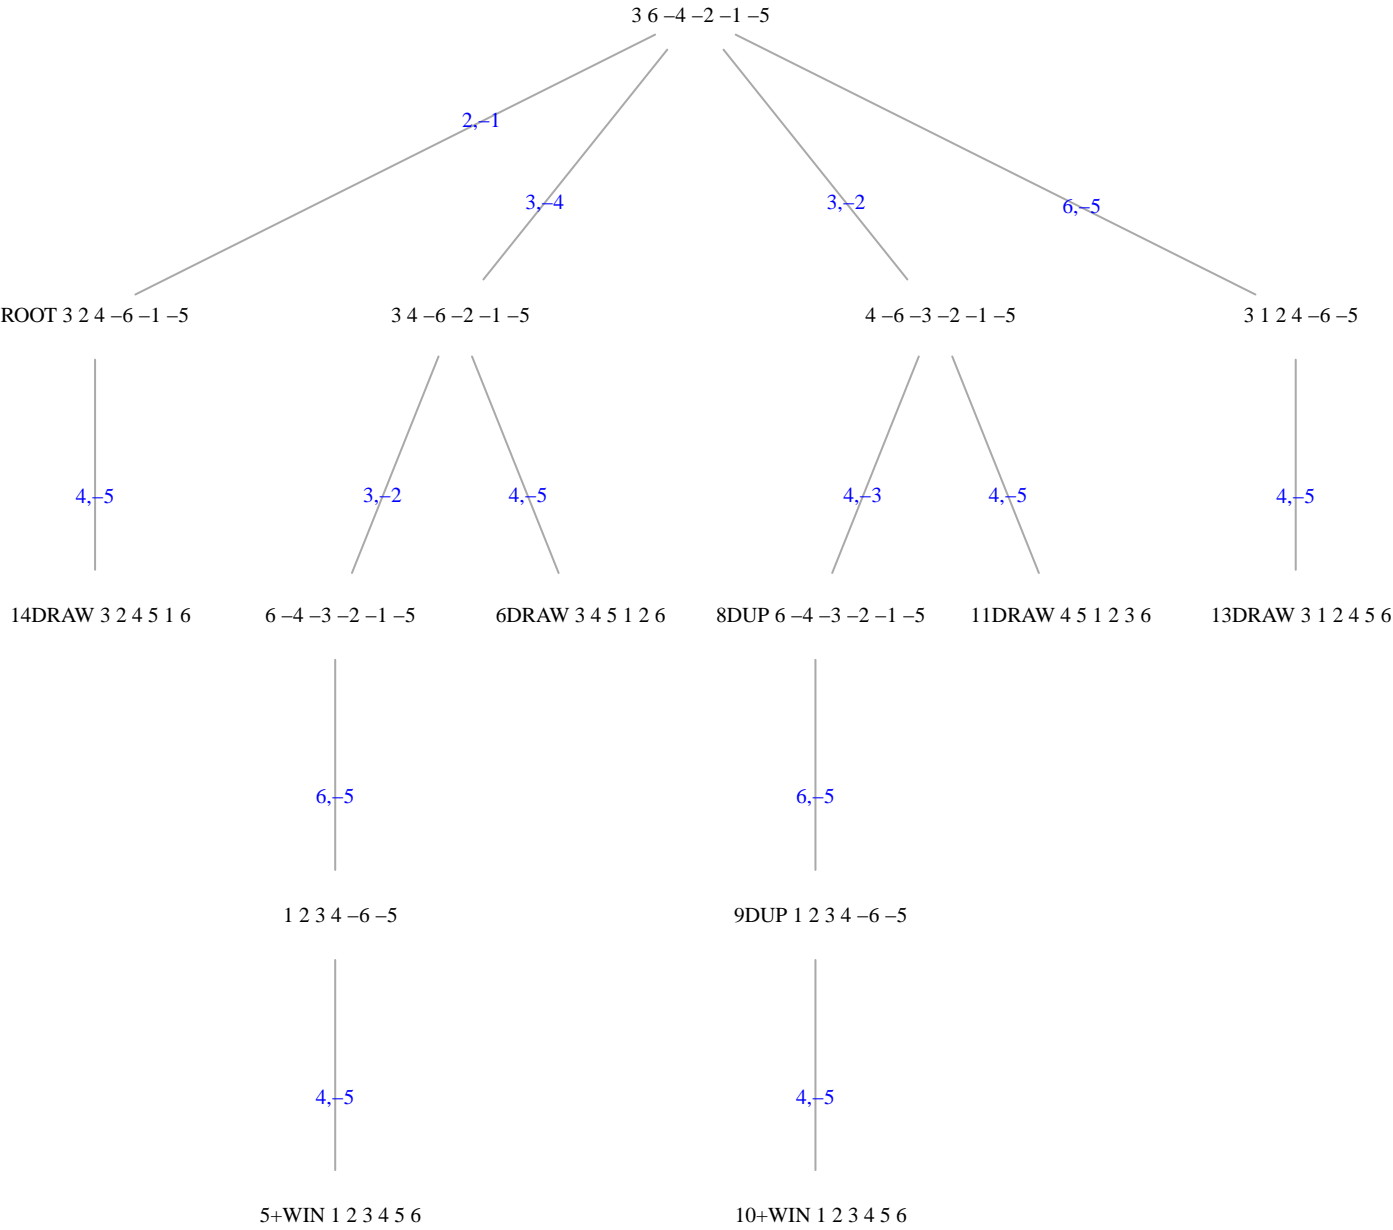 3 6 –4 –2 –1 –5
2,–1
3,–4
3,–2
6,–5
ROOT 3 2 4 –6 –1 –5
3 4 –6 –2 –1 –5
4 –6 –3 –2 –1 –5
3 1 2 4 –6 –5
4,–5
3,–2
4,–5
4,–3
4,–5
4,–5
14DRAW 3 2 4 5 1 6
6 –4 –3 –2 –1 –5
6DRAW 3 4 5 1 2 6
8DUP 6 –4 –3 –2 –1 –5
11DRAW 4 5 1 2 3 6
13DRAW 3 1 2 4 5 6
6,–5
6,–5
1 2 3 4 –6 –5
9DUP 1 2 3 4 –6 –5
4,–5
4,–5
5+WIN 1 2 3 4 5 6
10+WIN 1 2 3 4 5 6